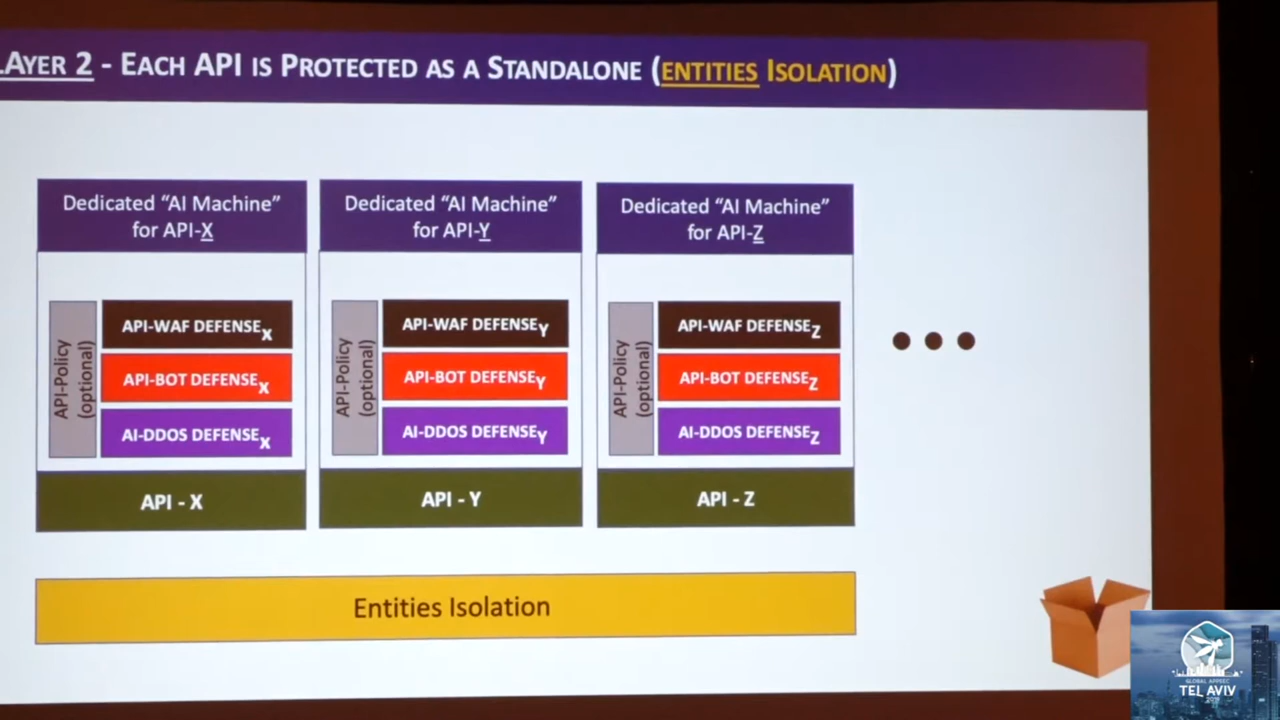 LAYER 2 - EACH API IS PROTECTED AS A STANDALONE (ENTITIES ISOLATION)
Dedicated “AI Machine”
for API-X
API-Policy
(optional)
API-WAF DEFENSEX
API-BOT DEFENSEX
AI-DDOS DEFENSEX
API - X
Dedicated “AI Machine”
for API-Y
API-Policy
(optional)
API-WAF DEFENSEY
API-BOT DEFENSEY
AI-DDOS DEFENSEY
API - Y
Dedicated “AI Machine”
for API-Z
API-Policy
(optional)
API-WAF DEFENSEZ
API-BOT DEFENSEZ
AI-DDOS DEFENSEZ
API - Z
Entities Isolation
GLOBAL APPSEC
TEL AVIV